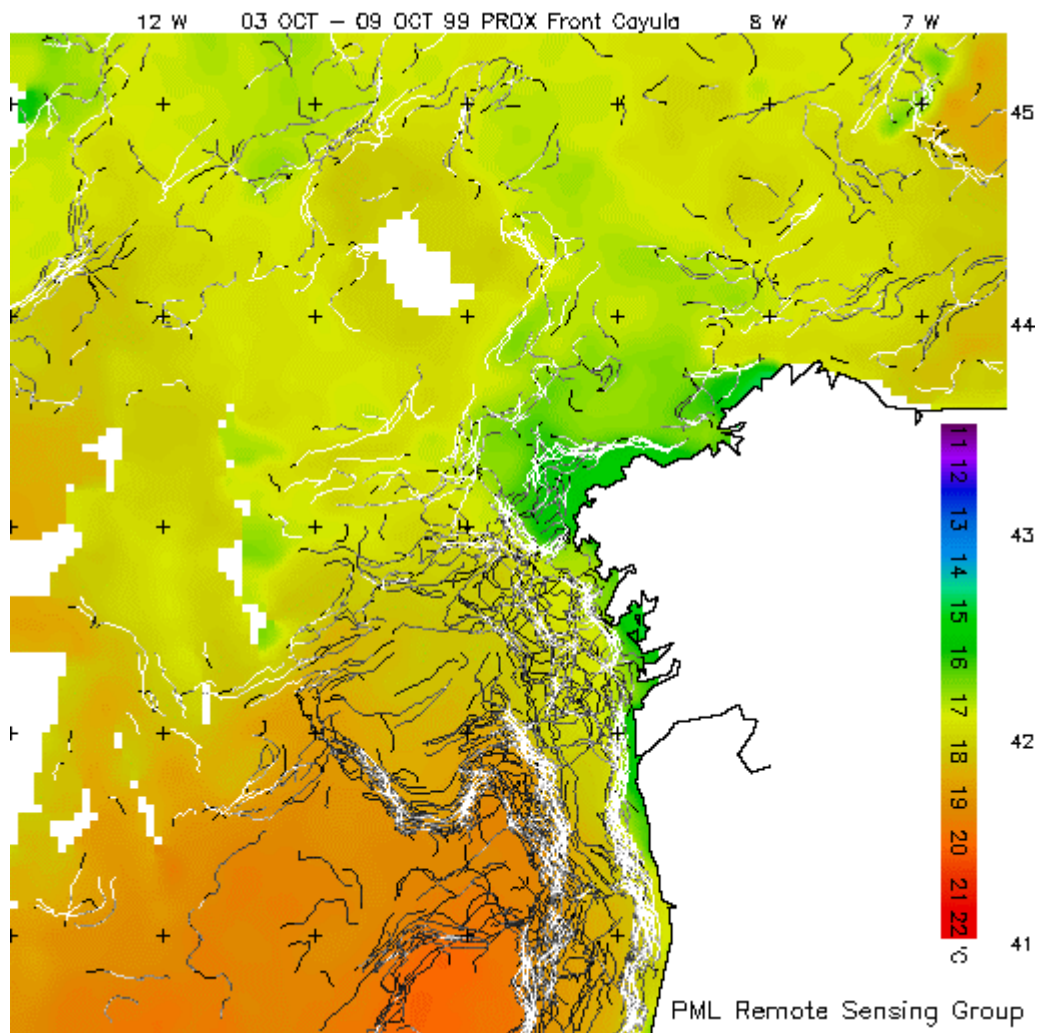 12 W 03 OCT – 09 OCT 99 PROX Front Cayula 8 W 7 W
45
44
43
42
41
11 12 13 14 15 16 17 18 19 20 21 22 °C
PML Remote Sensing Group